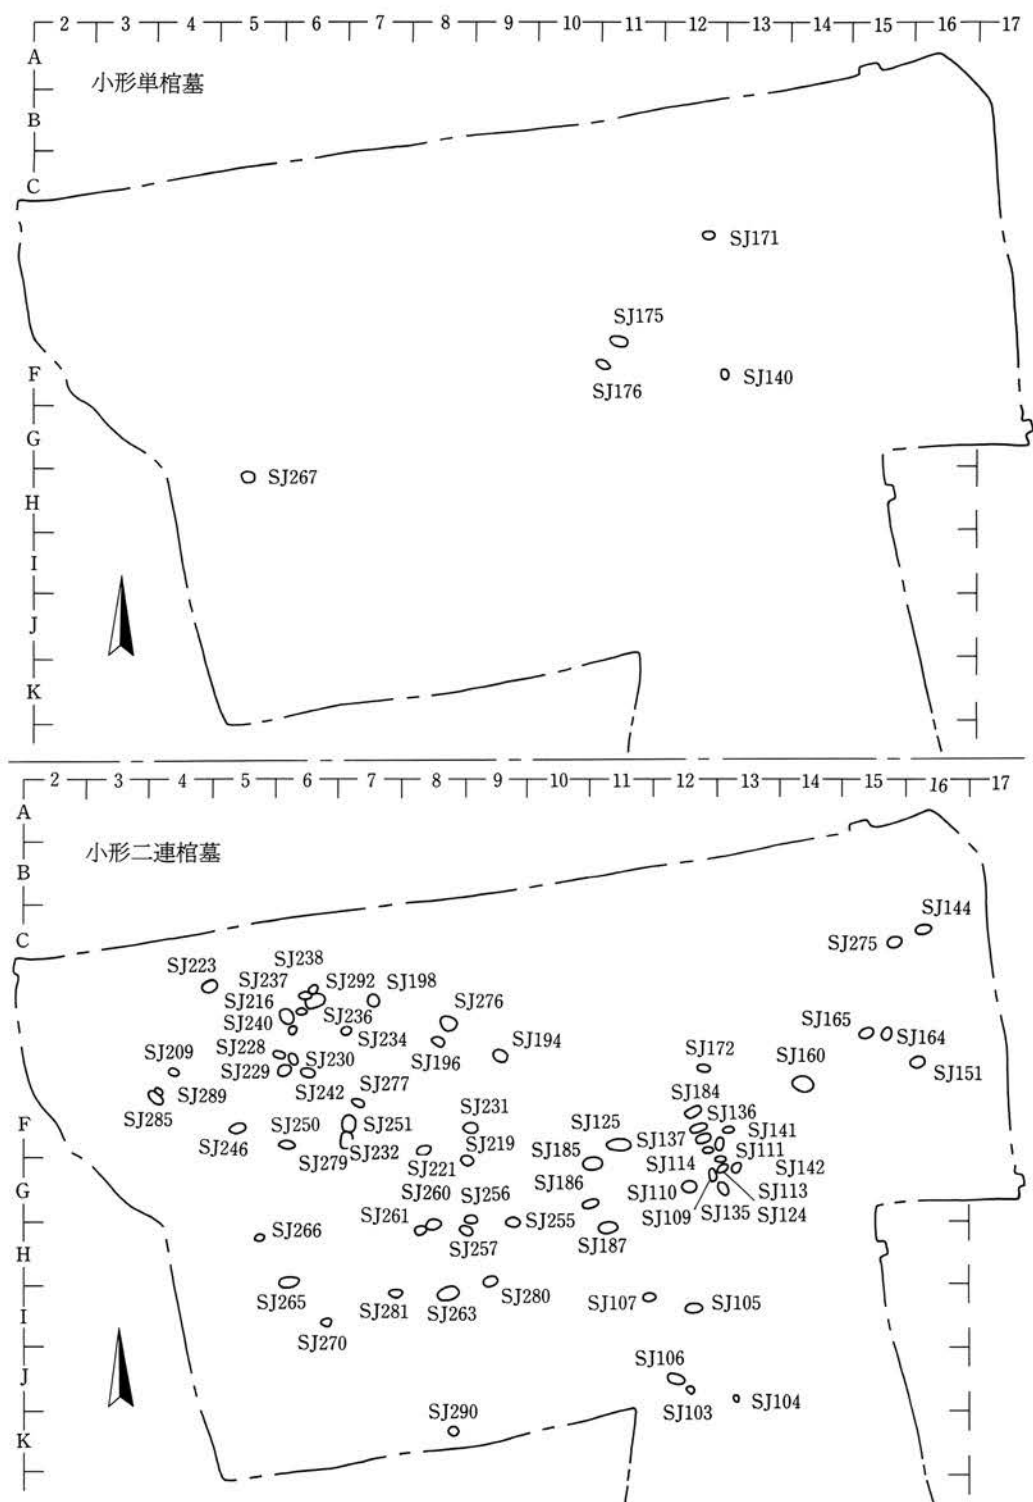 2 3 4 5 6 7 8 9 10 11 12 13 14 15 16 17
A
小形単棺墓
B
C
SJ171
SJ175
F
SJ176
SJ140
G
SJ267
H
I
J
K
2 3 4 5 6 7 8 9 10 11 12 13 14 15 16 17
A
小形二連棺墓
B
C
SJ144
SJ275
SJ238
SJ223
SJ237
SJ292
SJ198
SJ216
SJ276
SJ240
SJ236
SJ165
SJ164
SJ234
SJ194
SJ228
SJ196
SJ209
SJ230
SJ172
SJ160
SJ229
SJ151
SJ242
SJ277
SJ184
SJ289
SJ285
SJ231
SJ136
F
SJ250
SJ251
SJ125
SJ141
SJ246
SJ219
SJ137
SJ279
SJ232
SJ185
SJ111
SJ221
SJ114
SJ142
G
SJ260
SJ256
SJ186
SJ110
SJ113
SJ261
SJ255
SJ109
SJ135
SJ124
SJ266
SJ257
SJ187
H
SJ265
SJ281
SJ263
SJ280
SJ107
SJ105
I
SJ270
SJ106
J
SJ103
SJ104
SJ290
K